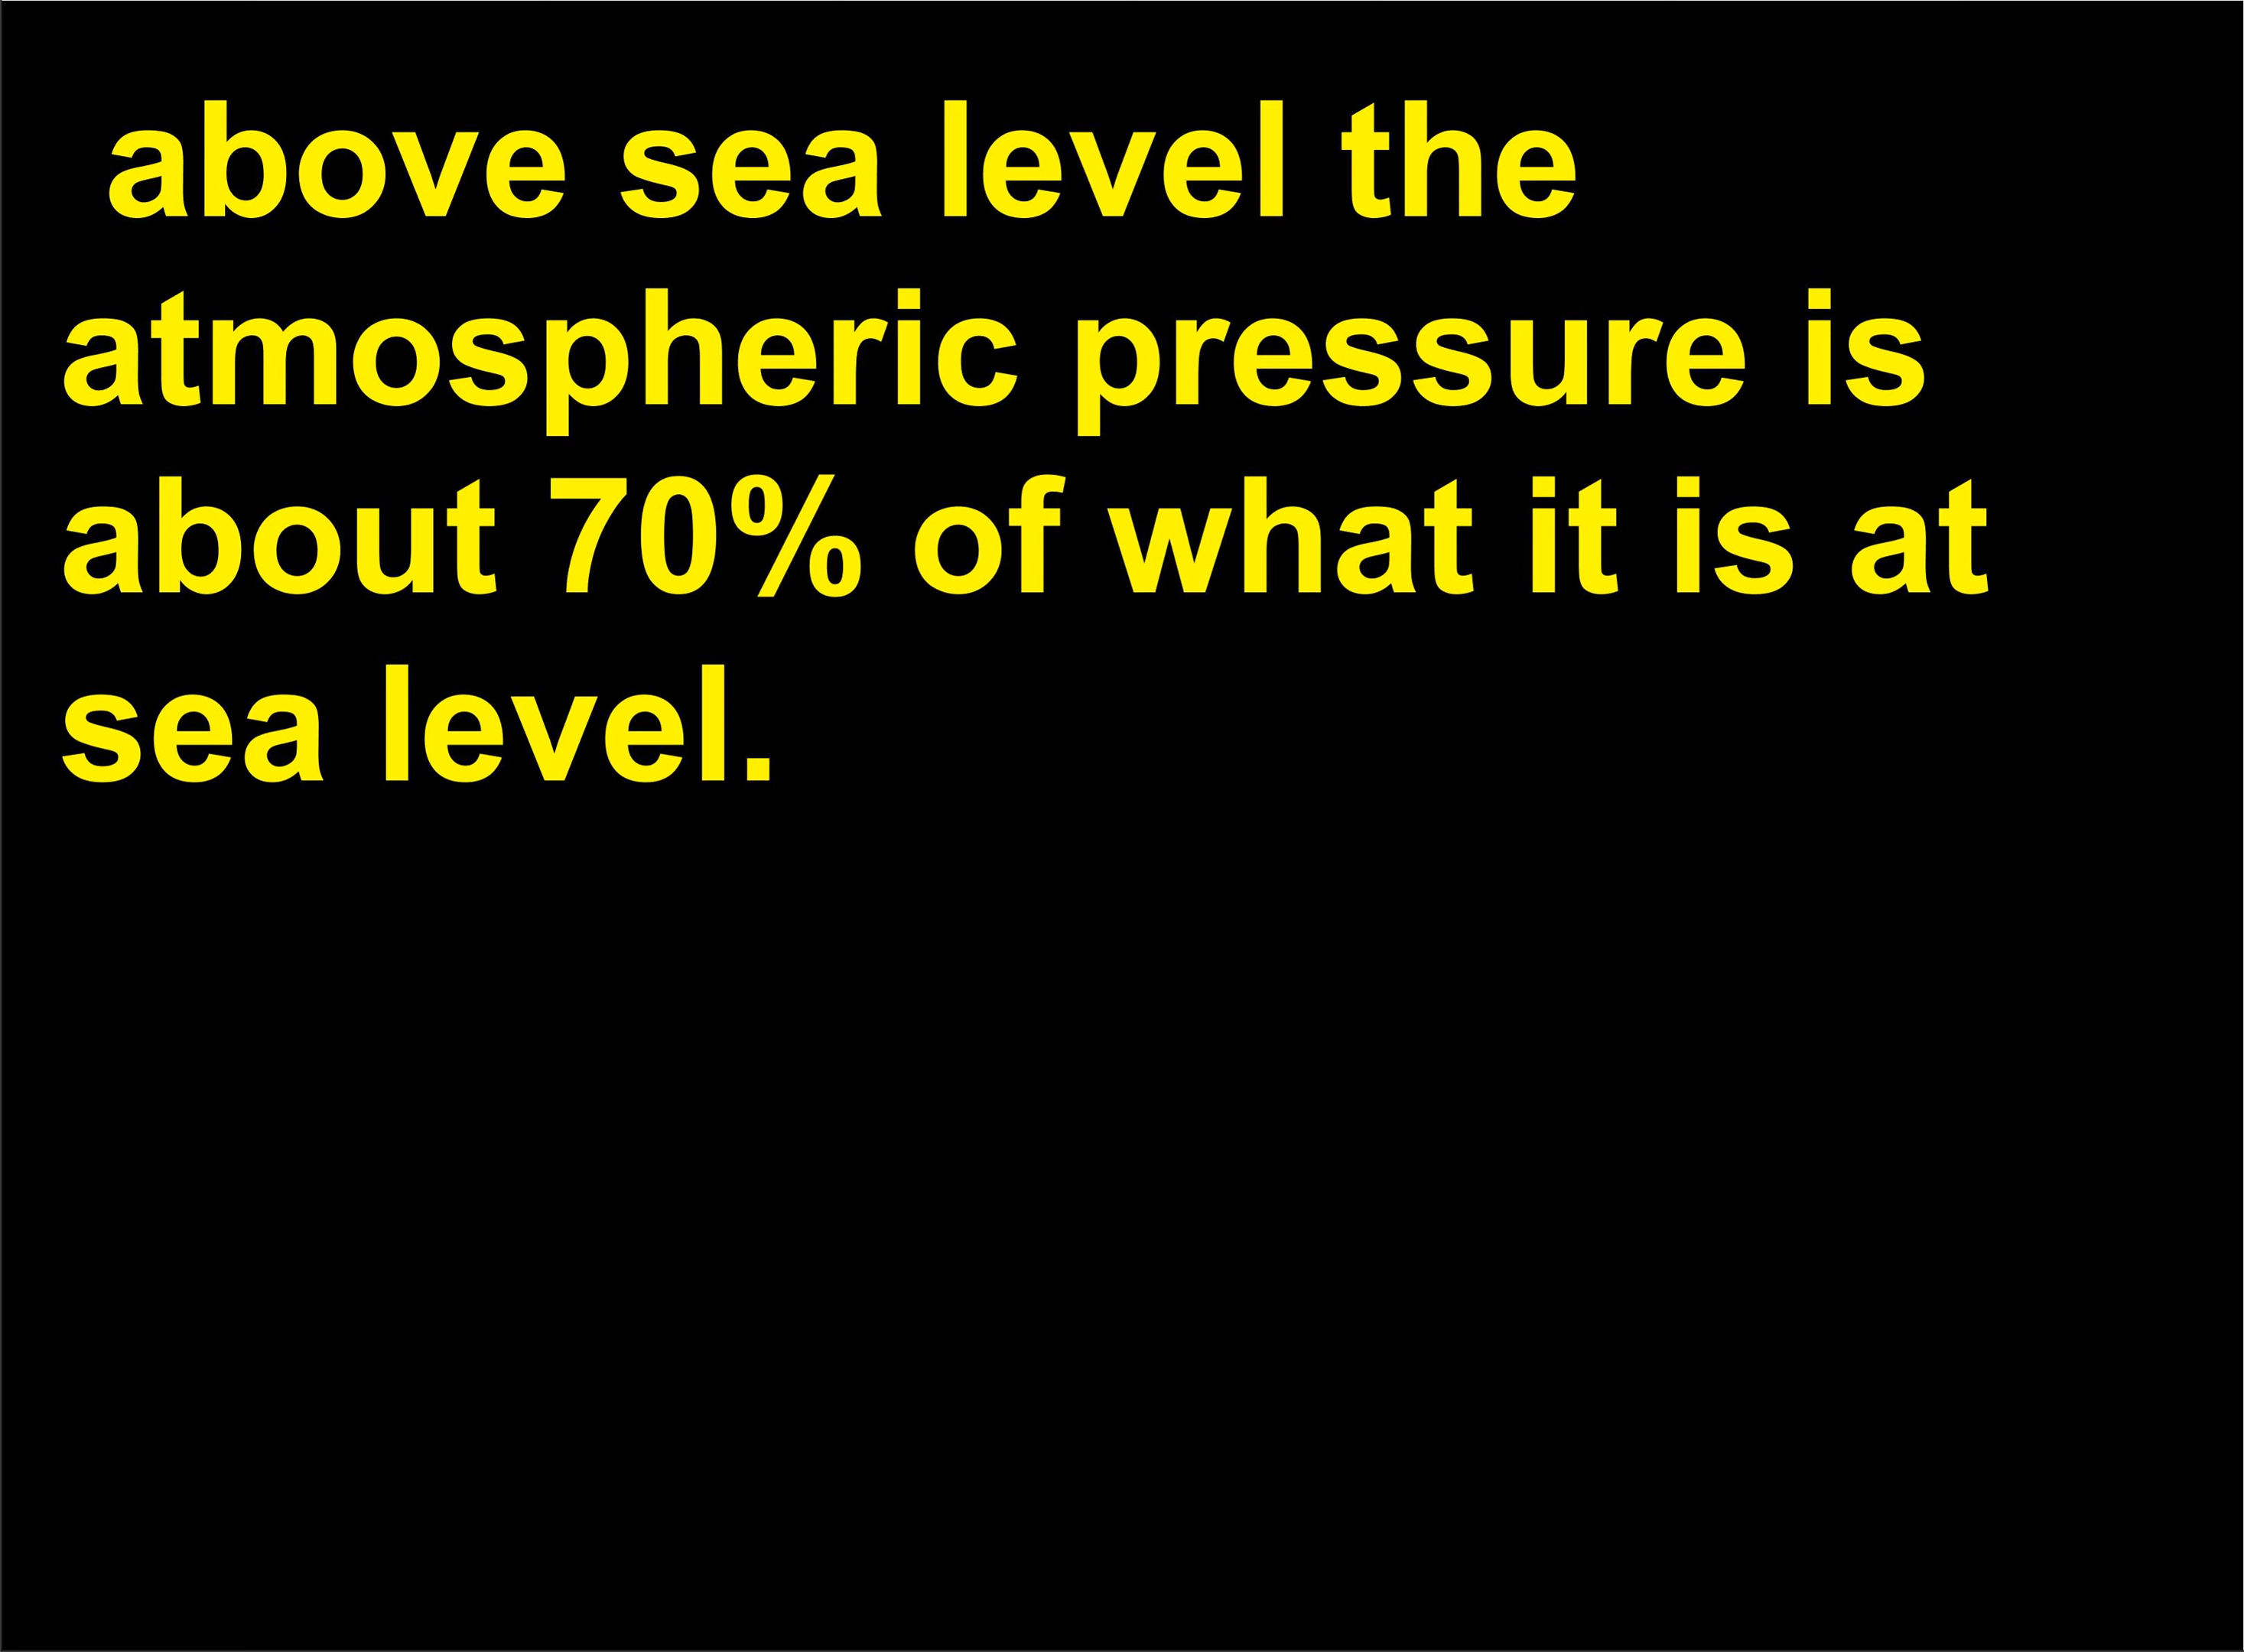 above sea level the
atmospheric pressure is
about 70% of what it is at
sea level.